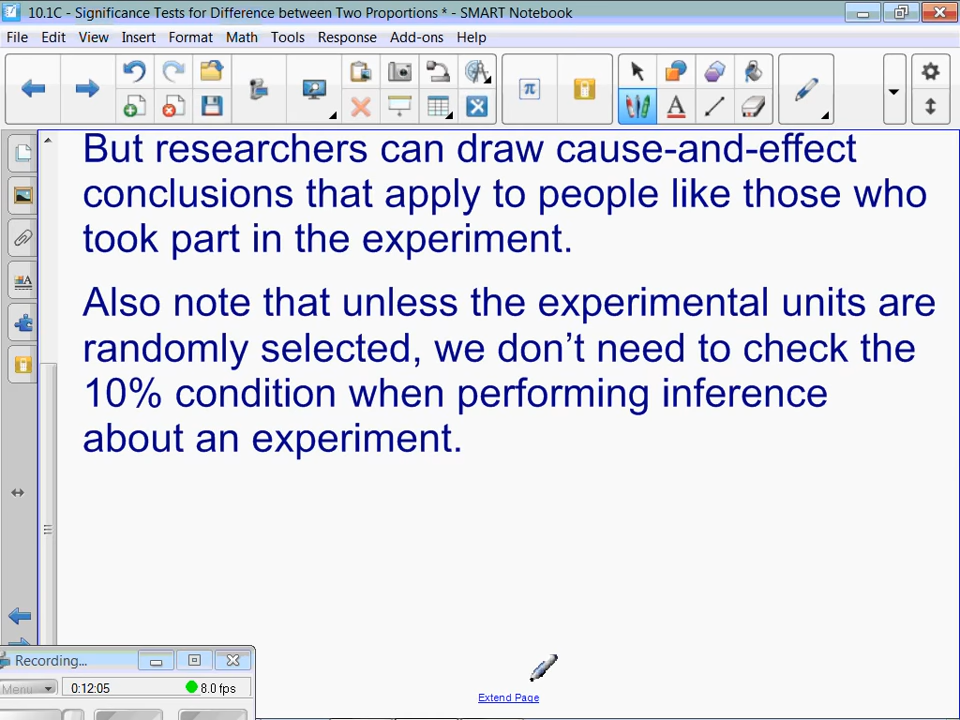 10.1C - Significance Tests for Difference between Two Proportions * - SMART Notebook
File Edit View Insert Format Math Tools Response Add-ons Help
But researchers can draw cause-and-effect
conclusions that apply to people like those who
took part in the experiment.
Also note that unless the experimental units are
randomly selected, we don't need to check the
10% condition when performing inference
about an experiment.
Recording...
Menu 0:12:05 8.0 fps
Extend Page